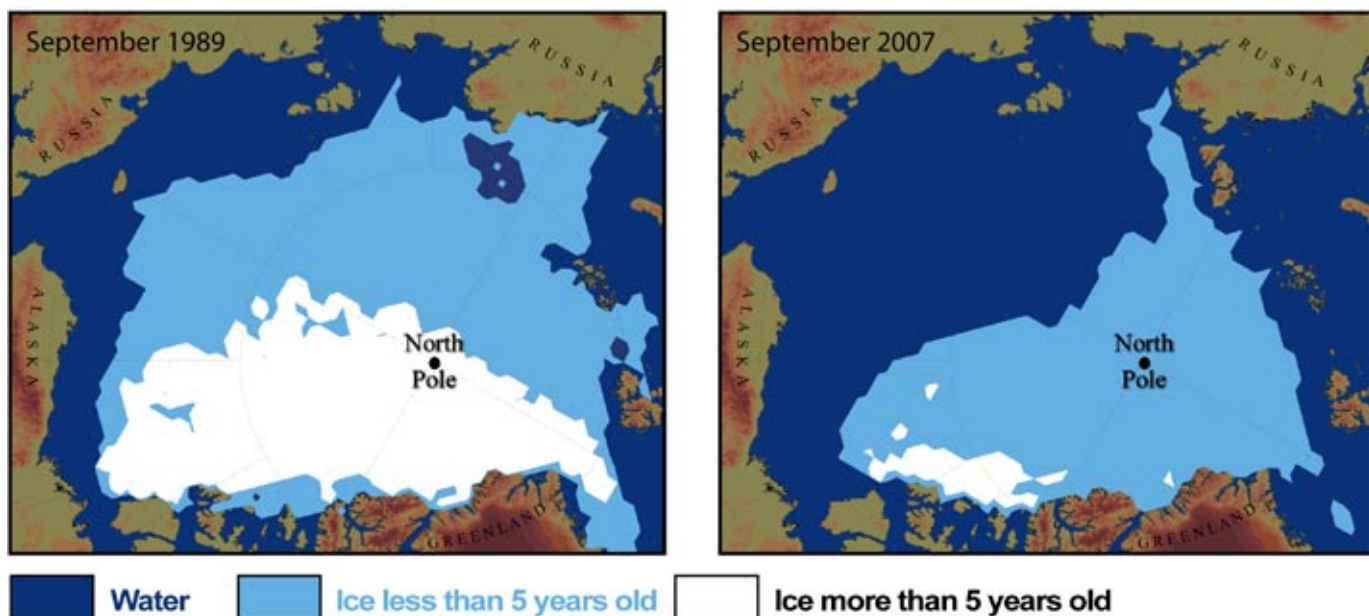 September 1989
RUSSIA
RUSSIA
ALASKA
North
Pole
GREENLAND
September 2007
RUSSIA
RUSSIA
ALASKA
North
Pole
GREENLAND
Water
Ice less than 5 years old
Ice more than 5 years old